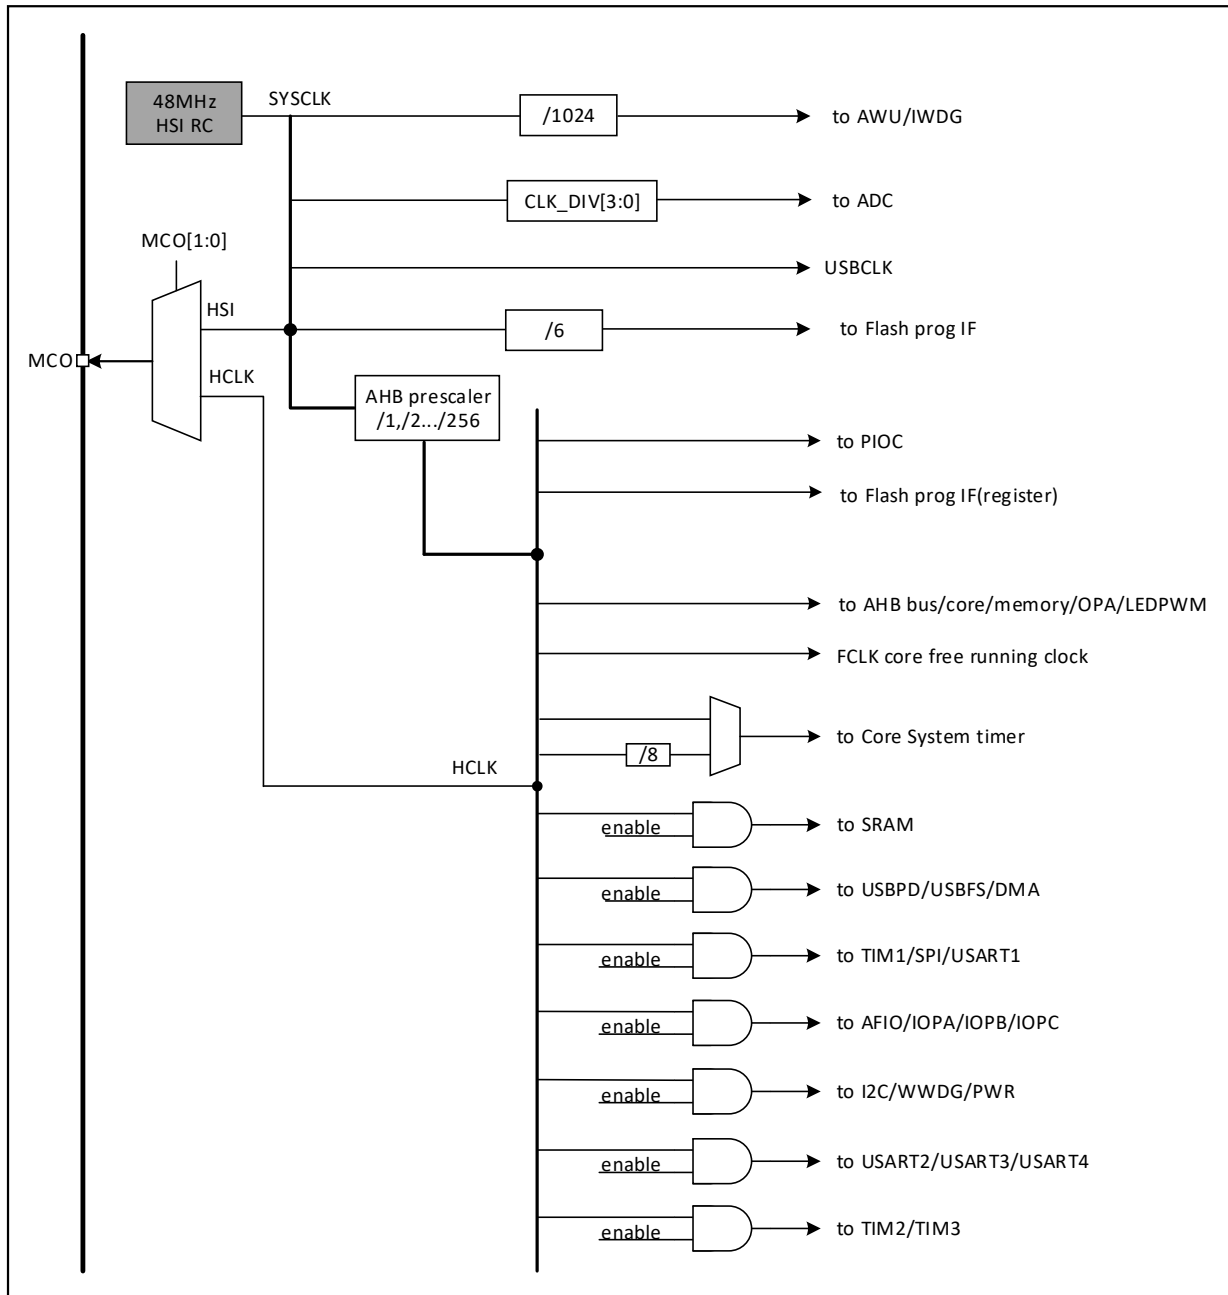 48MHz
HSI RC
SYSCLK
/1024
to AWU/IWDG
CLK_DIV[3:0]
to ADC
MCO[1:0]
USBCLK
HSI
/6
to Flash prog IF
MCO
HCLK
AHB prescaler
/1,/2.../256
to PIOC
to Flash prog IF(register)
to AHB bus/core/memory/OPA/LEDPWM
FCLK core free running clock
to Core System timer
/8
HCLK
enable
to SRAM
enable
to USBPD/USBFS/DMA
enable
to TIM1/SPI/USART1
enable
to AFIO/IOPA/IOPB/IOPC
enable
to I2C/WWDG/PWR
enable
to USART2/USART3/USART4
enable
to TIM2/TIM3